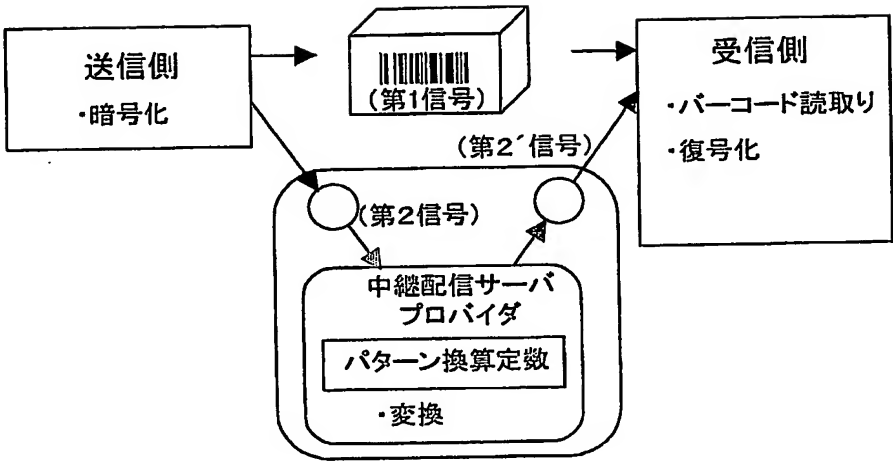 送信側
・暗号化
(第1信号)
受信側
・バーコード読取り
・復号化
(第2´信号)
(第2信号)
中継配信サーバ
プロバイダ
パターン換算定数
・変換